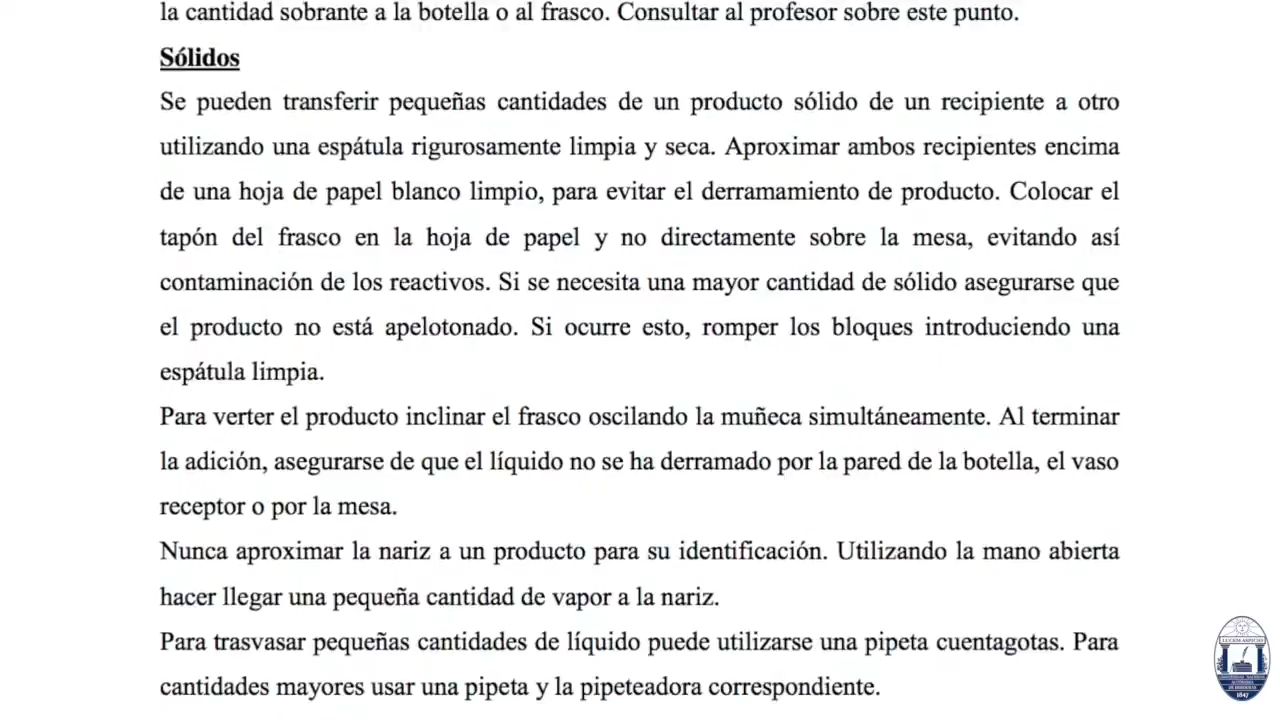 la cantidad sobrante a la botella o al frasco. Consultar al profesor sobre este punto.
Sólidos
Se pueden transferir pequeñas cantidades de un producto sólido de un recipiente a otro
utilizando una espátula rigurosamente limpia y seca. Aproximar ambos recipientes encima
de una hoja de papel blanco limpio, para evitar el derramamiento de producto. Colocar el
tapón del frasco en la hoja de papel y no directamente sobre la mesa, evitando así
contaminación de los reactivos. Si se necesita una mayor cantidad de sólido asegurarse que
el producto no está apelotonado. Si ocurre esto, romper los bloques introduciendo una
espátula limpia.
Para verter el producto inclinar el frasco oscilando la muñeca simultáneamente. Al terminar
la adición, asegurarse de que el líquido no se ha derramado por la pared de la botella, el vaso
receptor o por la mesa.
Nunca aproximar la nariz a un producto para su identificación. Utilizando la mano abierta
hacer llegar una pequeña cantidad de vapor a la nariz.
Para trasvasar pequeñas cantidades de líquido puede utilizarse una pipeta cuentagotas. Para
cantidades mayores usar una pipeta y la pipeteadora correspondiente.
LUCEM ASPICIO
UNIVERSIDAD NACIONAL
AUTÓNOMA
DE HONDURAS
1847